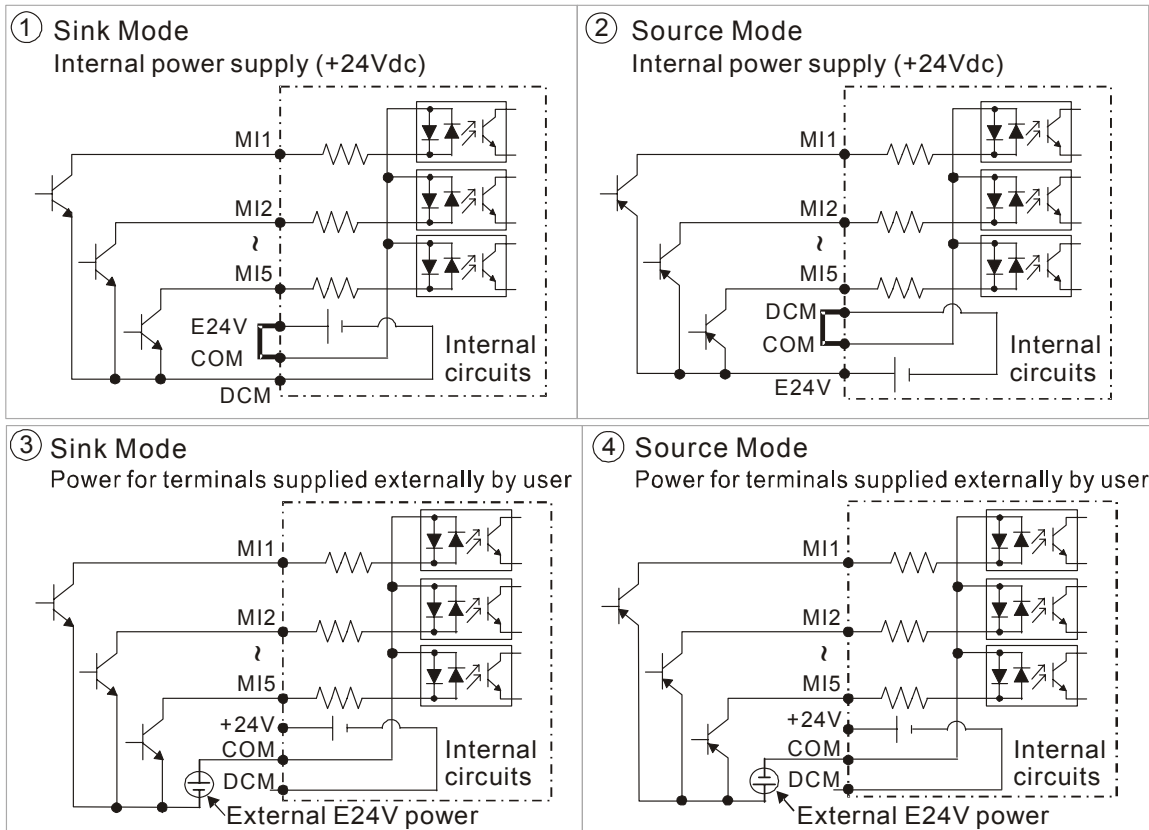 ① Sink Mode
Internal power supply (+24Vdc)
MI1
MI2
~
MI5
E24V
COM
DCM
Internal
circuits
② Source Mode
Internal power supply (+24Vdc)
MI1
MI2
~
MI5
DCM
COM
E24V
Internal
circuits
③ Sink Mode
Power for terminals supplied externally by user
MI1
MI2
~
MI5
+24V
COM
DCM
Internal
circuits
External E24V power
④ Source Mode
Power for terminals supplied externally by user
MI1
MI2
~
MI5
+24V
COM
DCM
Internal
circuits
External E24V power